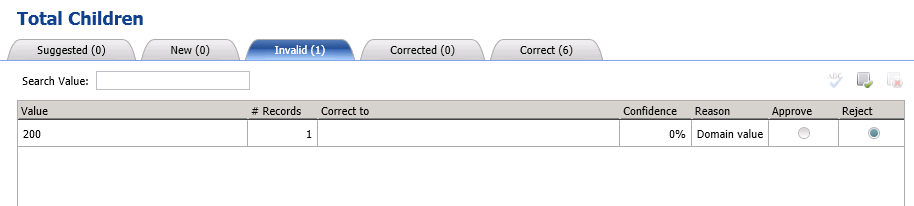 Total Children
Suggested (0) New (0) Invalid (1) Corrected (0) Correct (6)
Search Value: ABC
Value # Records Correct to Confidence Reason Approve Reject
200 1 0% Domain value